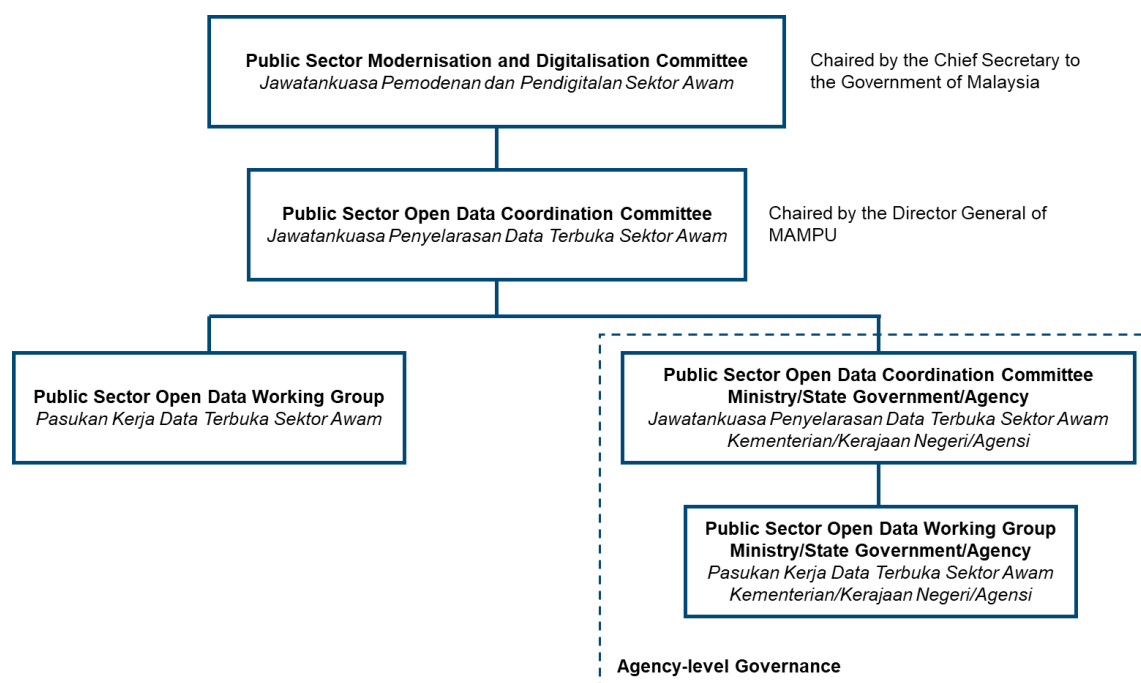 Public Sector Modernisation and Digitalisation Committee
Jawatankuasa Pemodenan dan Pendigitalan Sektor Awam
Chaired by the Chief Secretary to
the Government of Malaysia
Public Sector Open Data Coordination Committee
Jawatankuasa Penyelarasan Data Terbuka Sektor Awam
Chaired by the Director General of
MAMPU
Public Sector Open Data Working Group
Pasukan Kerja Data Terbuka Sektor Awam
Public Sector Open Data Coordination Committee
Ministry/State Government/Agency
Jawatankuasa Penyelarasan Data Terbuka Sektor Awam
Kementerian/Kerajaan Negeri/Agensi
Public Sector Open Data Working Group
Ministry/State Government/Agency
Pasukan Kerja Data Terbuka Sektor Awam
Kementerian/Kerajaan Negeri/Agensi
Agency-level Governance